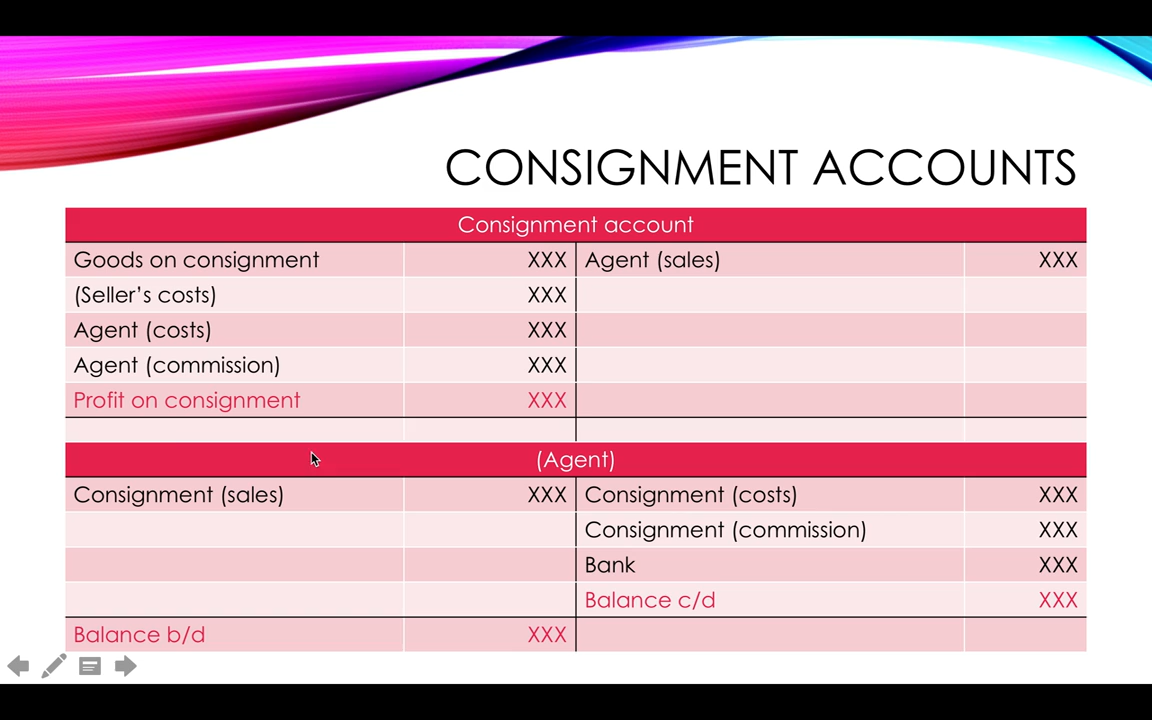 CONSIGNMENT ACCOUNTS
Consignment account
Goods on consignment XXX Agent (sales) XXX
(Seller's costs) XXX
Agent (costs) XXX
Agent (commission) XXX
Profit on consignment XXX
(Agent)
Consignment (sales) XXX Consignment (costs) XXX
Consignment (commission) XXX
Bank XXX
Balance c/d XXX
Balance b/d XXX